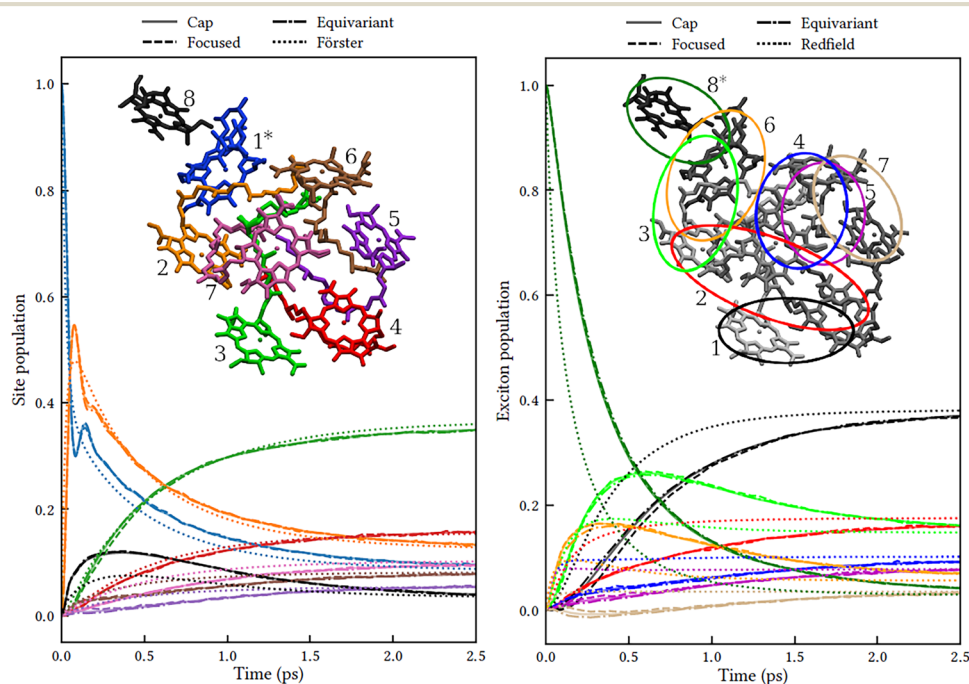 Cap Equivariant
Focused Förster
Site population
1.0
0.8
0.6
0.4
0.2
0.0
0.0 0.5 1.0 1.5 2.0 2.5
Time (ps)
8
1*
6
5
2
7
4
3
Cap Equivariant
Focused Redfield
Exciton population
1.0
0.8
0.6
0.4
0.2
0.0
0.0 0.5 1.0 1.5 2.0 2.5
Time (ps)
8*
6
4
7
5
3
2
1